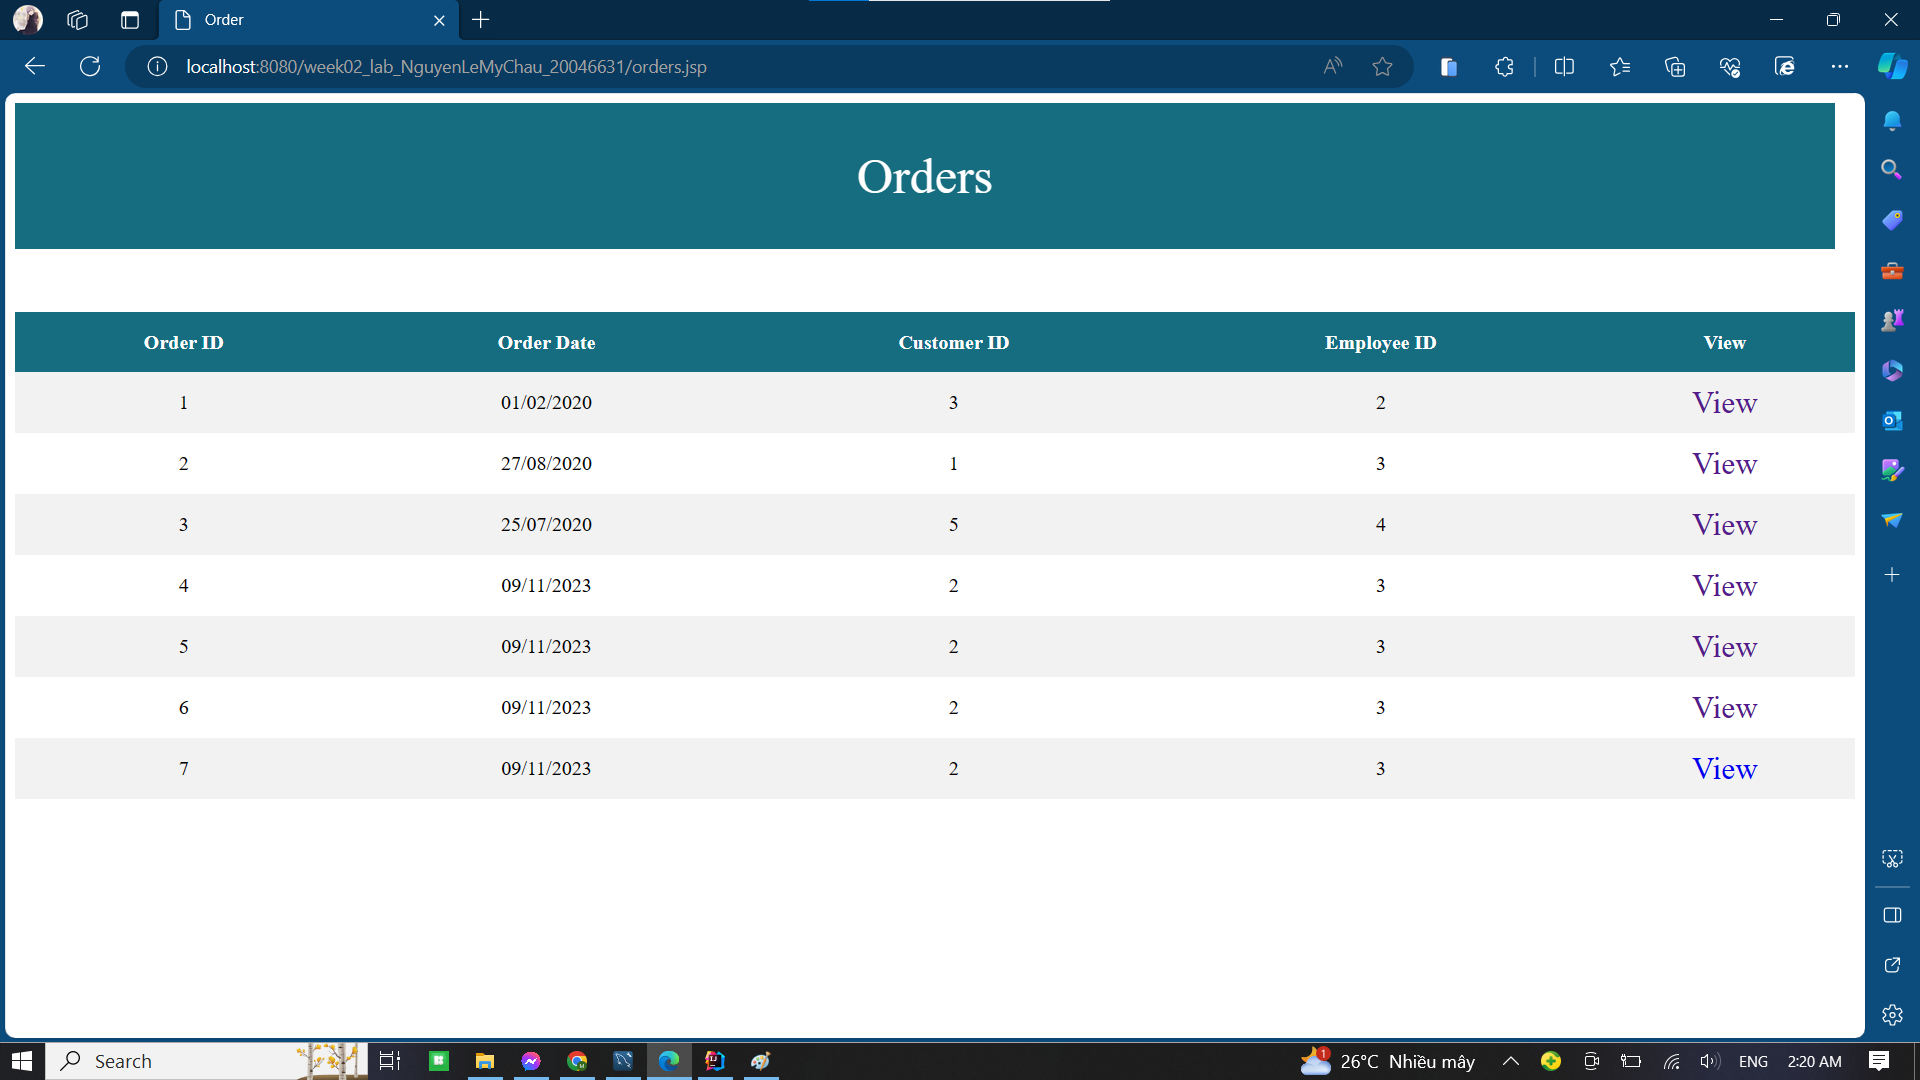 Order
localhost:8080/week02_lab_NguyenLeMyChau_20046631/orders.jsp
Orders
Order ID Order Date Customer ID Employee ID View
1 01/02/2020 3 2 View
2 27/08/2020 1 3 View
3 25/07/2020 5 4 View
4 09/11/2023 2 3 View
5 09/11/2023 2 3 View
6 09/11/2023 2 3 View
7 09/11/2023 2 3 View
Search 1 26°C Nhiều mây ENG 2:20 AM